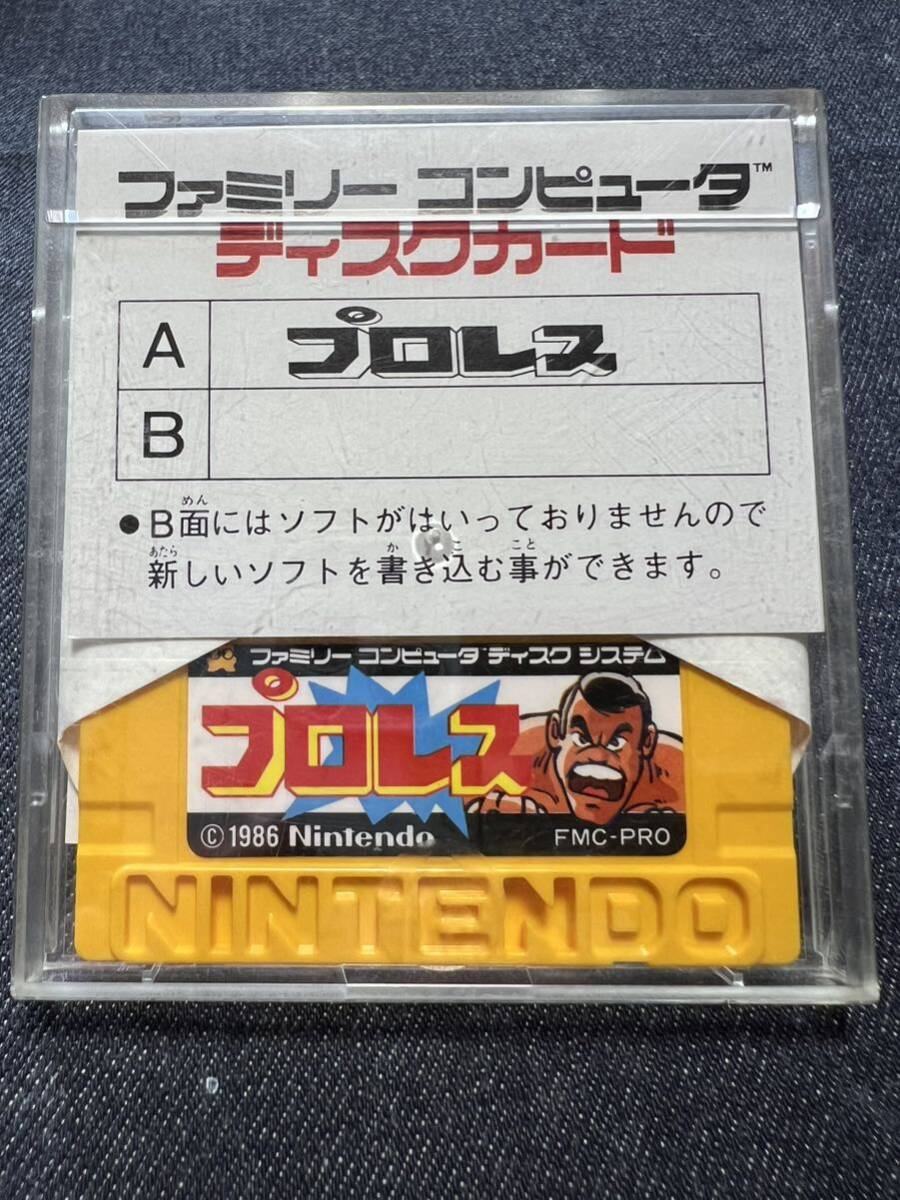 ファミリー コンピュータ™
ディスクカード
A プロレス
B
●B面にはソフトがはいっておりませんので
新しいソフトを書き込む事ができます。
ファミリー コンピュータ ディスク システム
プロレス
© 1986 Nintendo FMC-PRO
NINTENDO